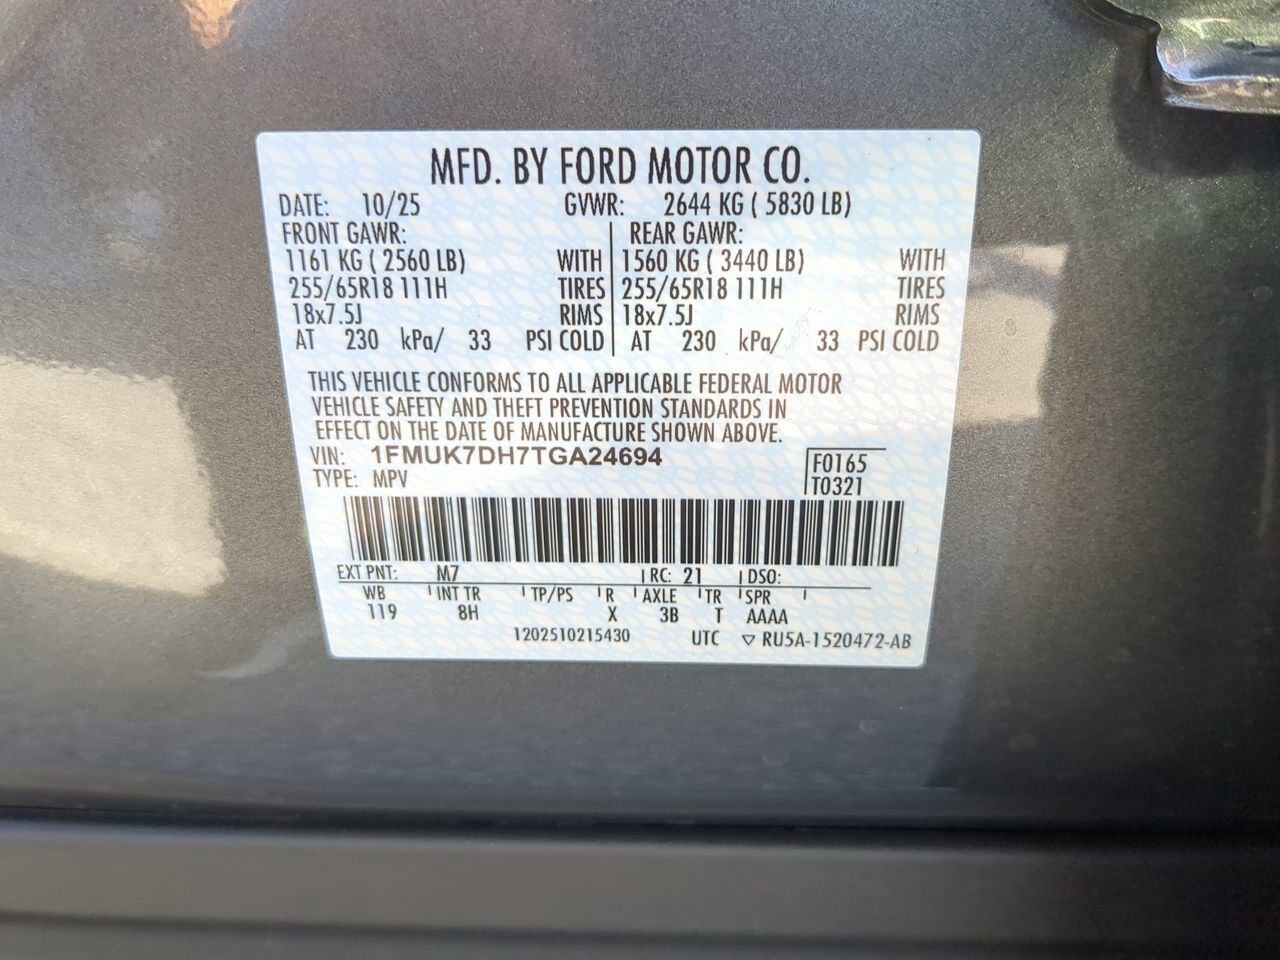 MFD. BY FORD MOTOR CO.
DATE: 10/25 GVWR: 2644 KG ( 5830 LB)
FRONT GAWR: REAR GAWR:
1161 KG ( 2560 LB) WITH 1560 KG ( 3440 LB) WITH
255/65R18 111H TIRES 255/65R18 111H TIRES
18x7.5J RIMS 18x7.5J RIMS
AT 230 kPa/ 33 PSI COLD AT 230 kPa/ 33 PSI COLD
THIS VEHICLE CONFORMS TO ALL APPLICABLE FEDERAL MOTOR
VEHICLE SAFETY AND THEFT PREVENTION STANDARDS IN
EFFECT ON THE DATE OF MANUFACTURE SHOWN ABOVE.
VIN: 1FMUK7DH7TGA24694 F0165
TYPE: MPV T0321
EXT PNT: M7 RC: 21 DSO:
WB INT TR TP/PS R AXLE TR SPR
119 8H X 3B T AAAA
1202510215430 UTC ▽ RU5A-1520472-AB